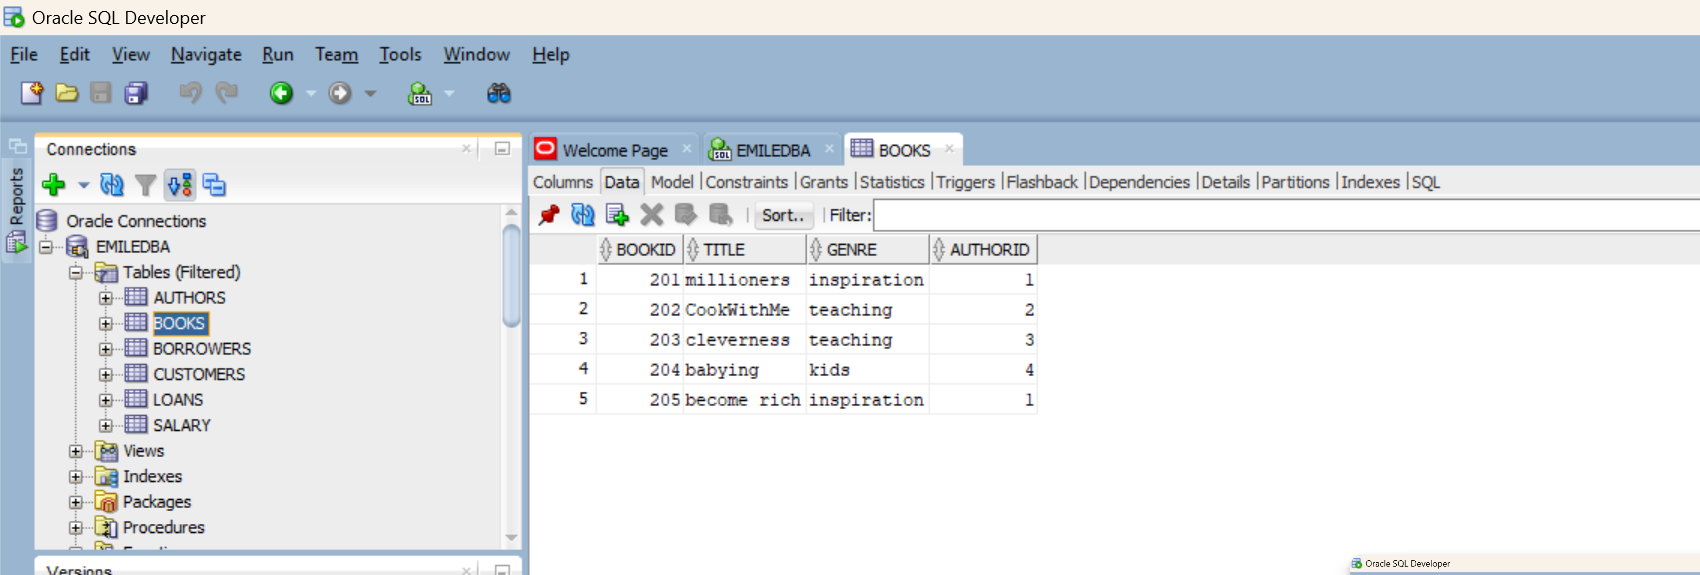 Oracle SQL Developer
File Edit View Navigate Run Team Tools Window Help
SQL
Reports
Connections
Oracle Connections
EMILEDBA
Tables (Filtered)
AUTHORS
BOOKS
BORROWERS
CUSTOMERS
LOANS
SALARY
Views
Indexes
Packages
Procedures
Versions
Welcome Page EMILEDBA BOOKS
Columns Data Model Constraints Grants Statistics Triggers Flashback Dependencies Details Partitions Indexes SQL
Sort.. Filter:
BOOKID TITLE GENRE AUTHORID
1 201 millioners inspiration 1
2 202 CookWithMe teaching 2
3 203 cleverness teaching 3
4 204 babying kids 4
5 205 become rich inspiration 1
Oracle SQL Developer